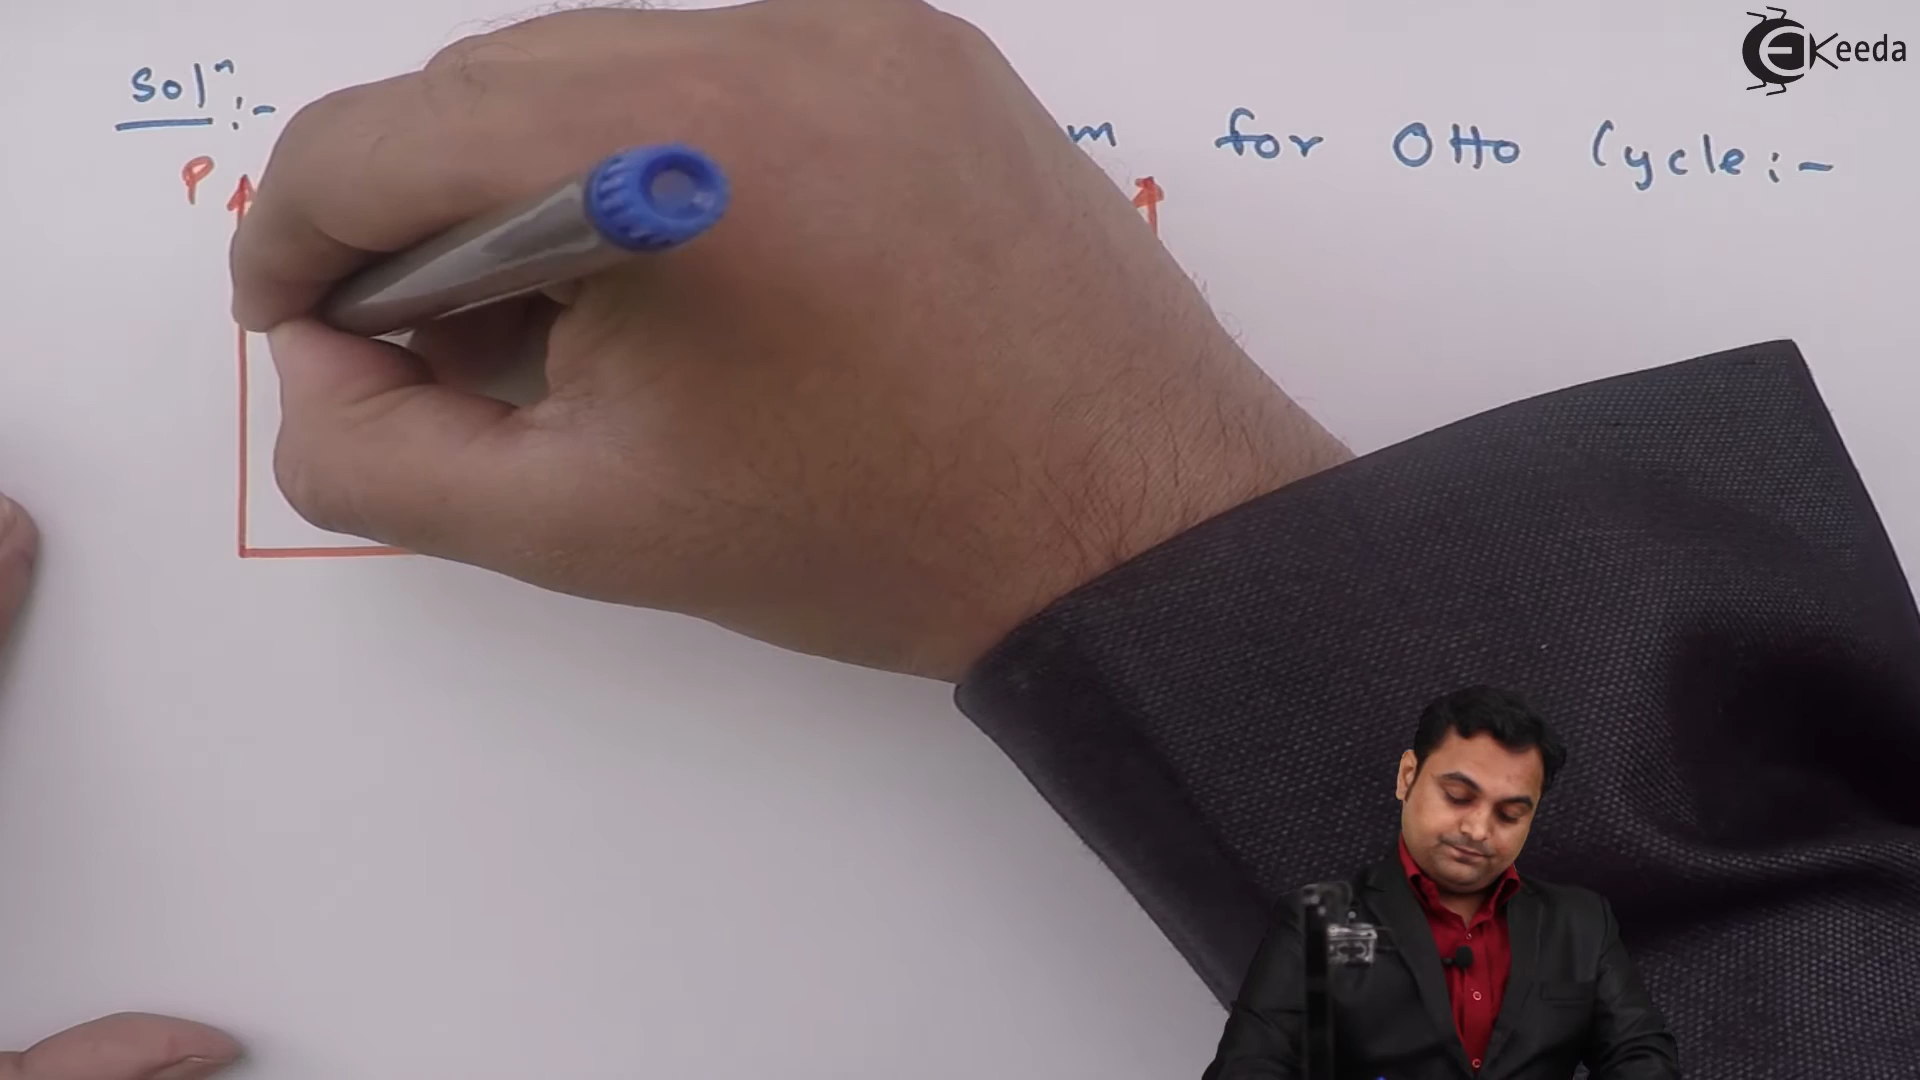 EKeeda
Solⁿ :- m for Otto Cycle :-
P